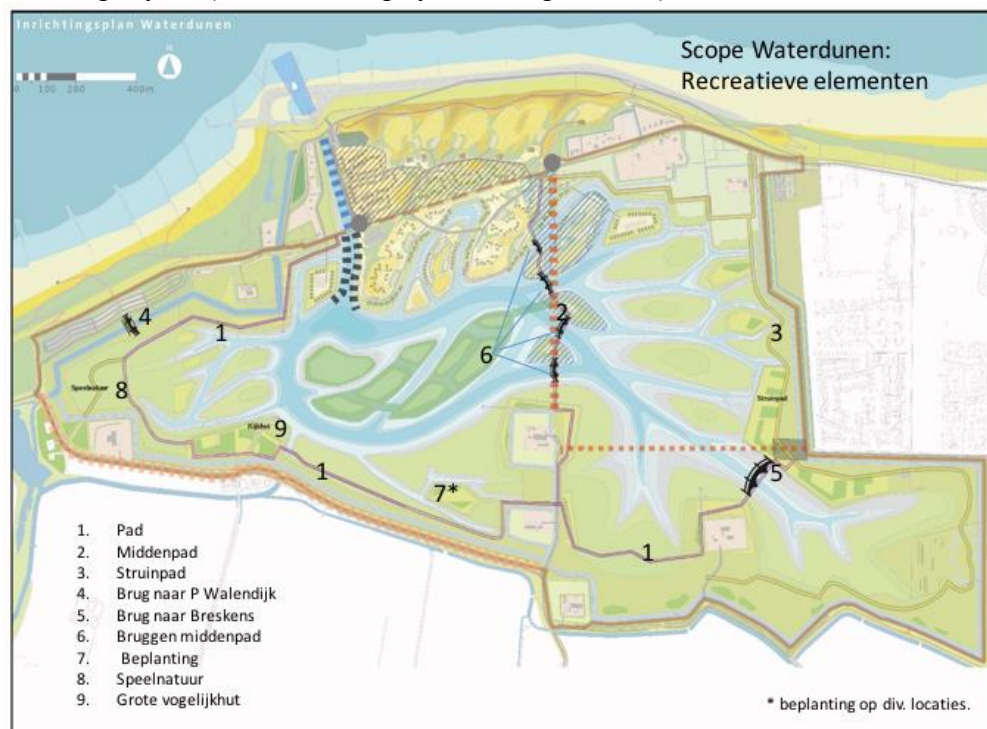 Inrichtingsplan Waterdunen
N
0 100 200 400m
Scope Waterdunen:
Recreatieve elementen
4
1
2
6
3
8
Speelnatuur
Kijkhut
9
Struinpad
1
5
7*
1
1. Pad
2. Middenpad
3. Struinpad
4. Brug naar P Walendijk
5. Brug naar Breskens
6. Bruggen middenpad
7. Beplanting
8. Speelnatuur
9. Grote vogelijkhut
* beplanting op div. locaties.